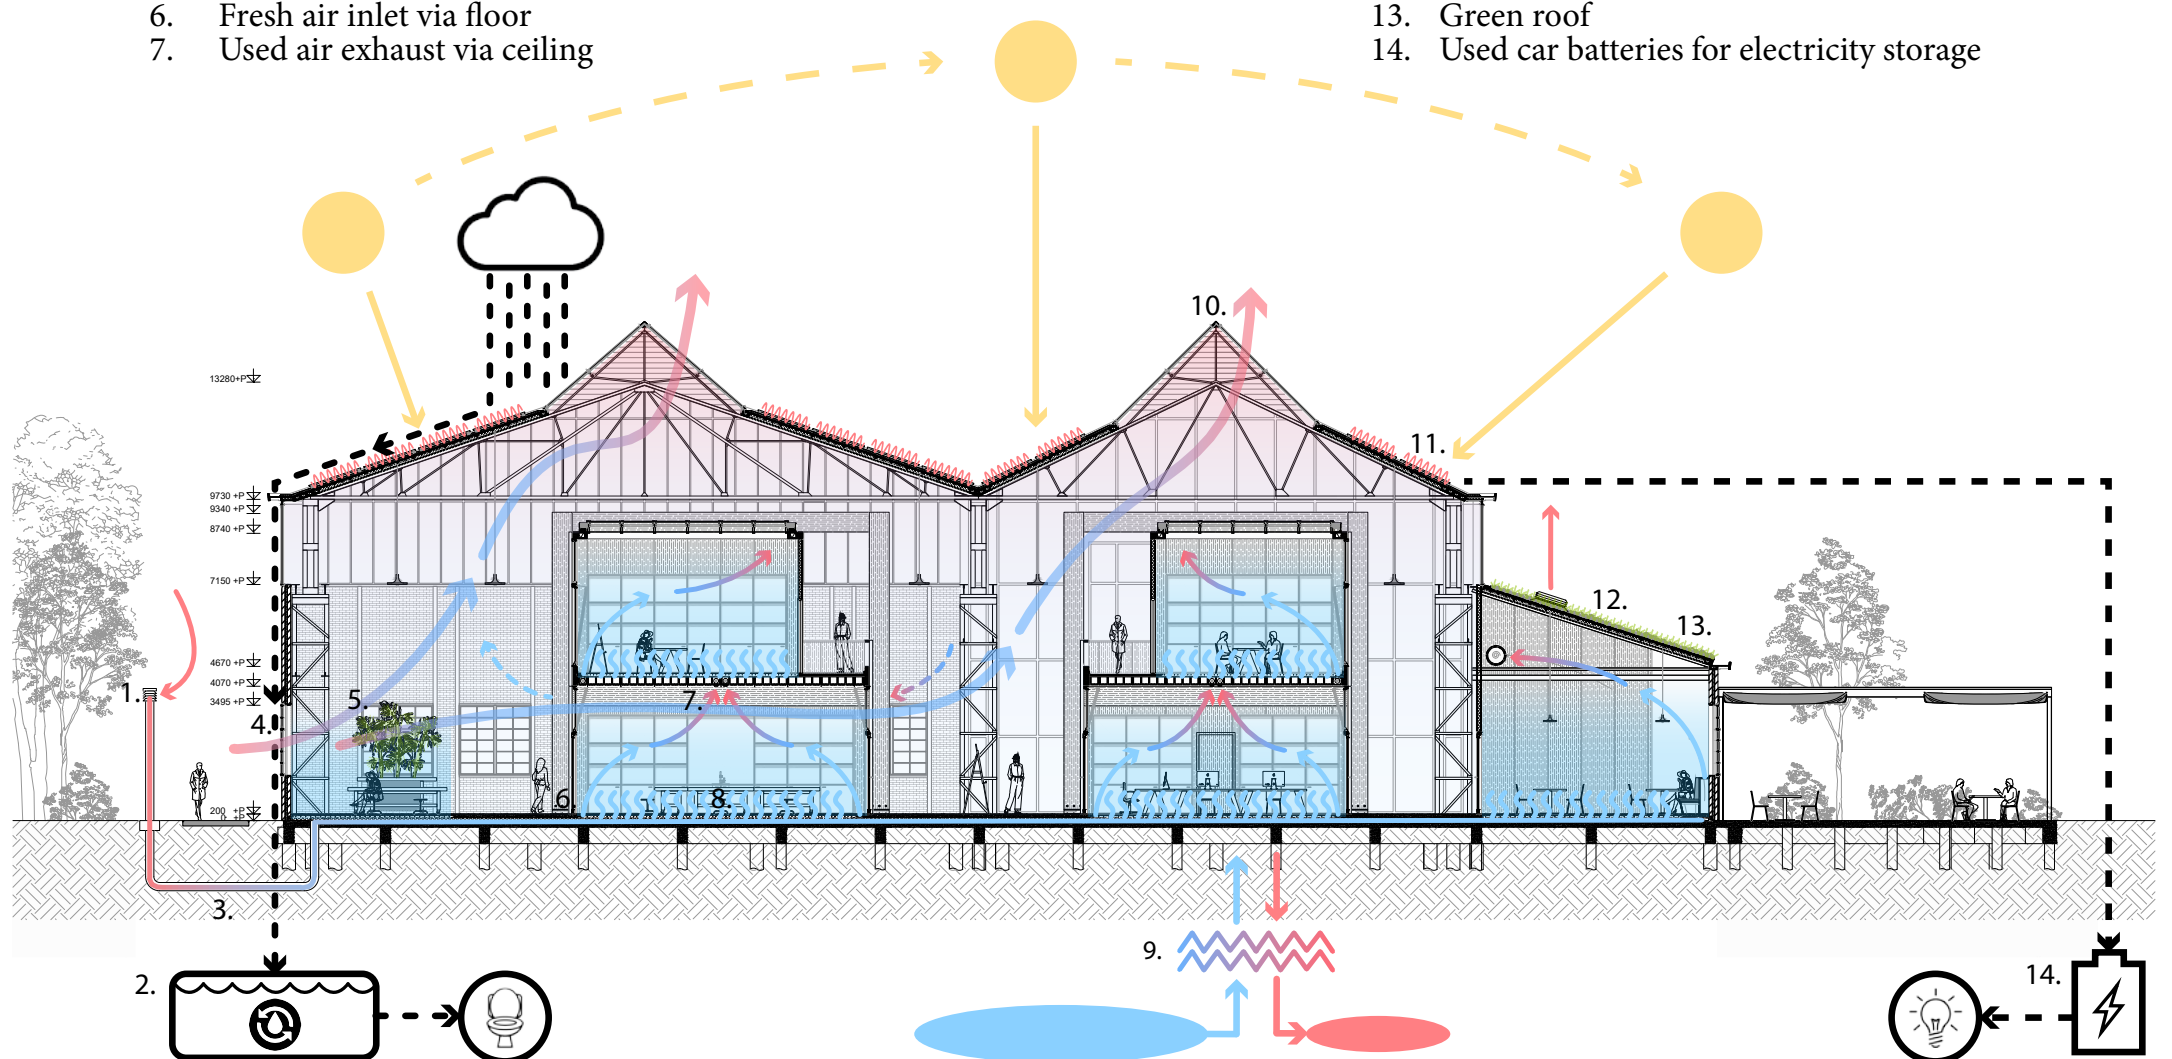 6. Fresh air inlet via floor
7. Used air exhaust via ceiling
13. Green roof
14. Used car batteries for electricity storage
10.
13280+P
11.
9730 +P
9340 +P
8740 +P
7150 +P
12.
13.
4670 +P
4070 +P
3495 +P
1.
5.
7.
4.
6.
8.
200 +P
+P
3.
9.
2.
14.